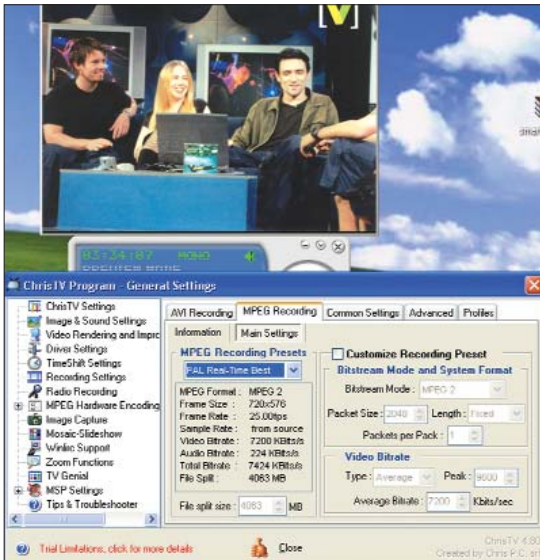 [V]
03:34:07 MONO
ChrisTV Program - General Settings
ChrisTV Settings
Image & Sound Settings
Video Rendering and Impro
Driver Settings
TimeShift Settings
Recording Settings
Radio Recording
MPEG Hardware Encoding
Image Capture
Mosaic-Slideshow
Winlirc Support
Zoom Functions
TV Genial
MSP Settings
Tips & Troubleshooter
AVI Recording MPEG Recording Common Settings Advanced Profiles
Information Main Settings
MPEG Recording Presets
PAL Real-Time Best
MPEG Format : MPEG 2
Frame Size : 720x576
Frame Rate : 25.00fps
Sample Rate : from source
Video Bitrate : 7200 KBits/s
Audio Bitrate : 224 KBits/s
Total Bitrate : 7424 KBits/s
File Split : 4063 MB
File split size : 4063 MB
Customize Recording Preset
Bitstream Mode and System Format
Bitstream Mode : MPEG 2
Packet Size : 2048 Length : Fixed
Packets per Pack : 1
Video Bitrate
Type : Average Peak : 9000
Average Bitrate : 7200 Kbits/sec
Trial Limitations, click for more details
Close
ChrisTV 4.60
Created by Chris P.C. srl